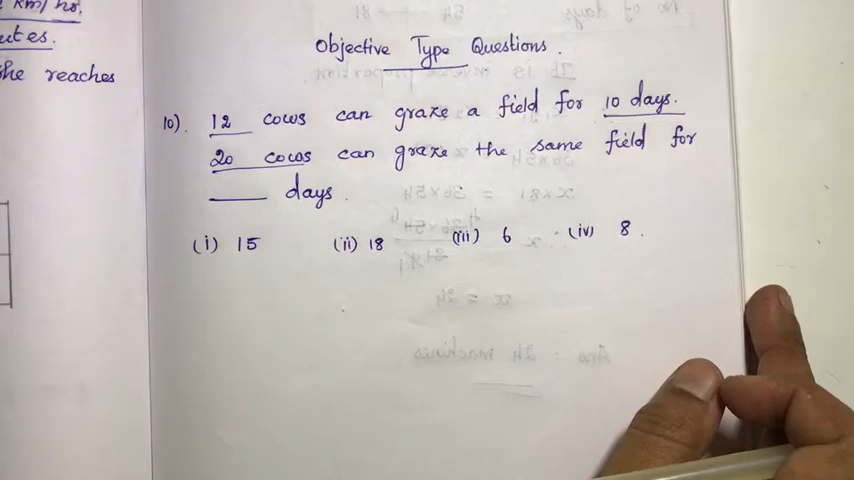 km/hr.
utes.
he reaches
Objective Type Questions.
10). 12 cows can graze a field for 10 days.
20 cows can graze the same field for
____ days.
(i) 15 (ii) 18 (iii) 6 (iv) 8.